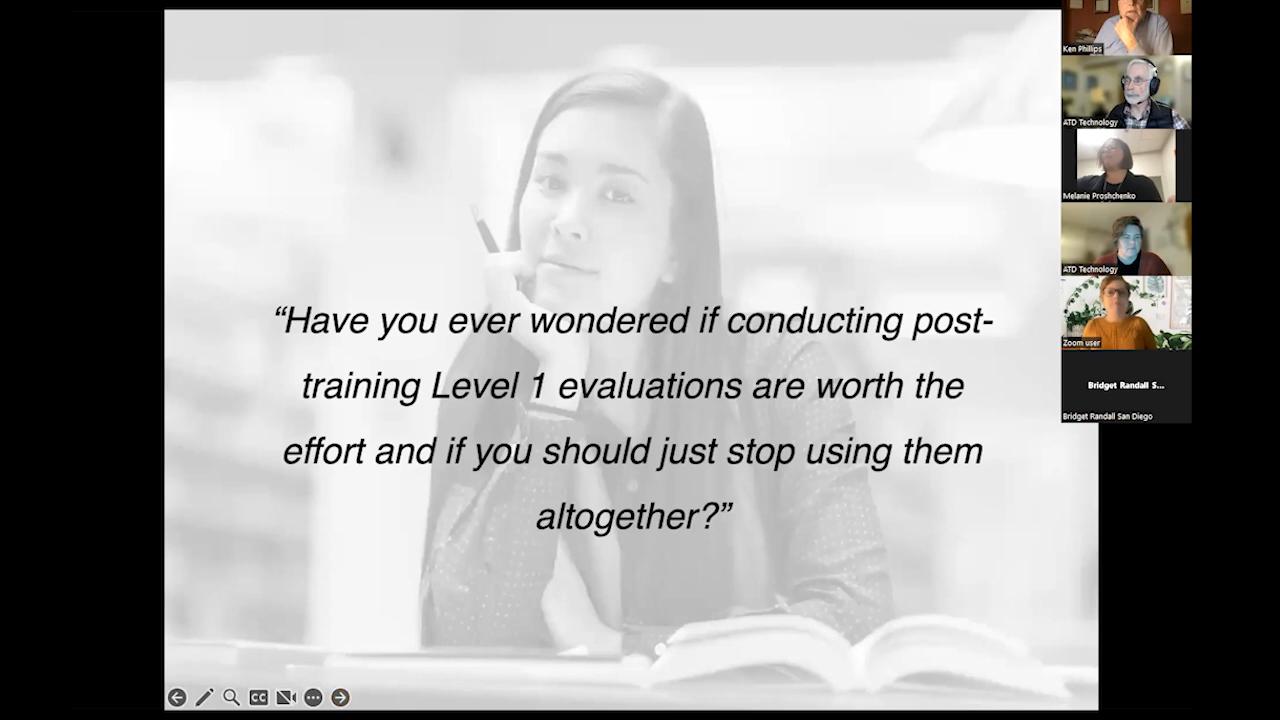 “Have you ever wondered if conducting post-
training Level 1 evaluations are worth the
effort and if you should just stop using them
altogether?”
Ken Phillips
ATD Technology
Melanie Proshchenko
ATD Technology
Zoom user
Bridget Randall S...
Bridget Randall San Diego
CC